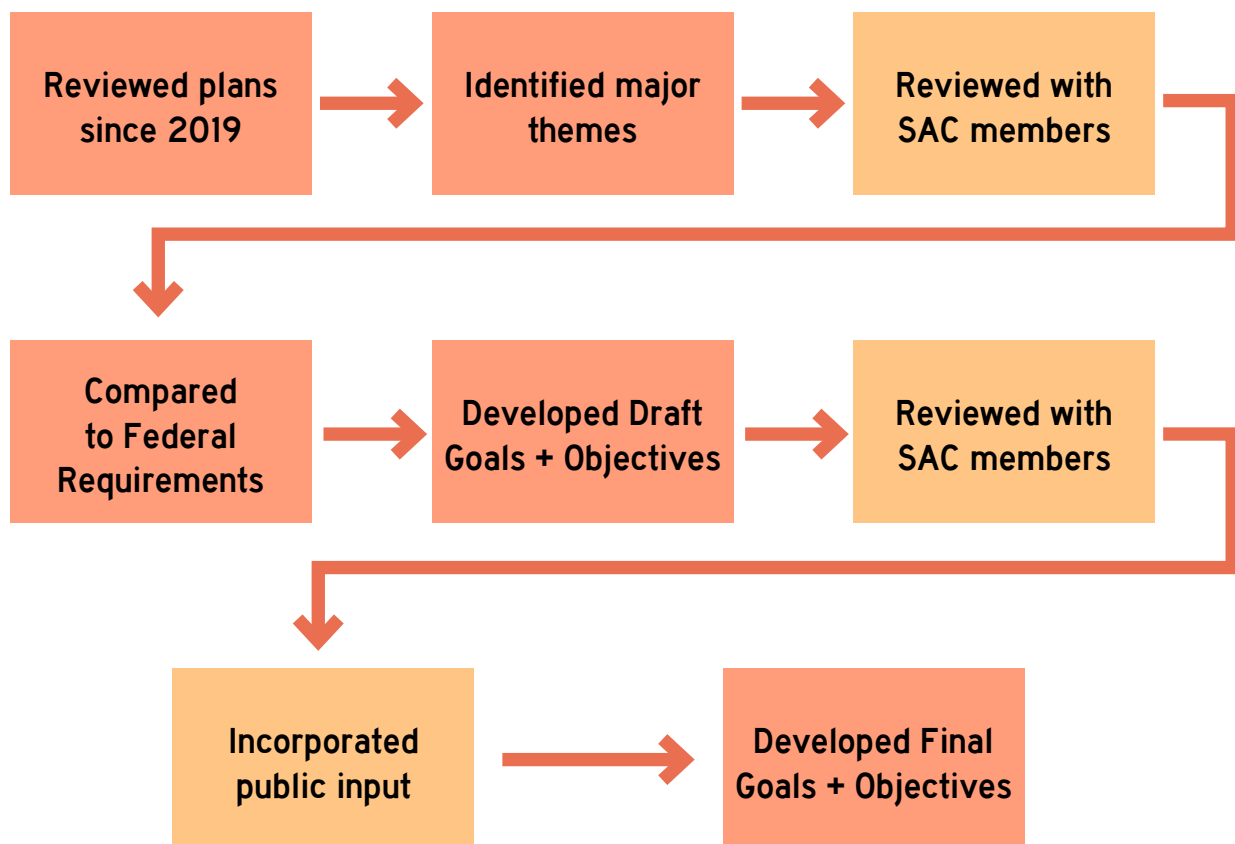 Reviewed plans
since 2019
Identified major
themes
Reviewed with
SAC members
Compared
to Federal
Requirements
Developed Draft
Goals + Objectives
Reviewed with
SAC members
Incorporated
public input
Developed Final
Goals + Objectives